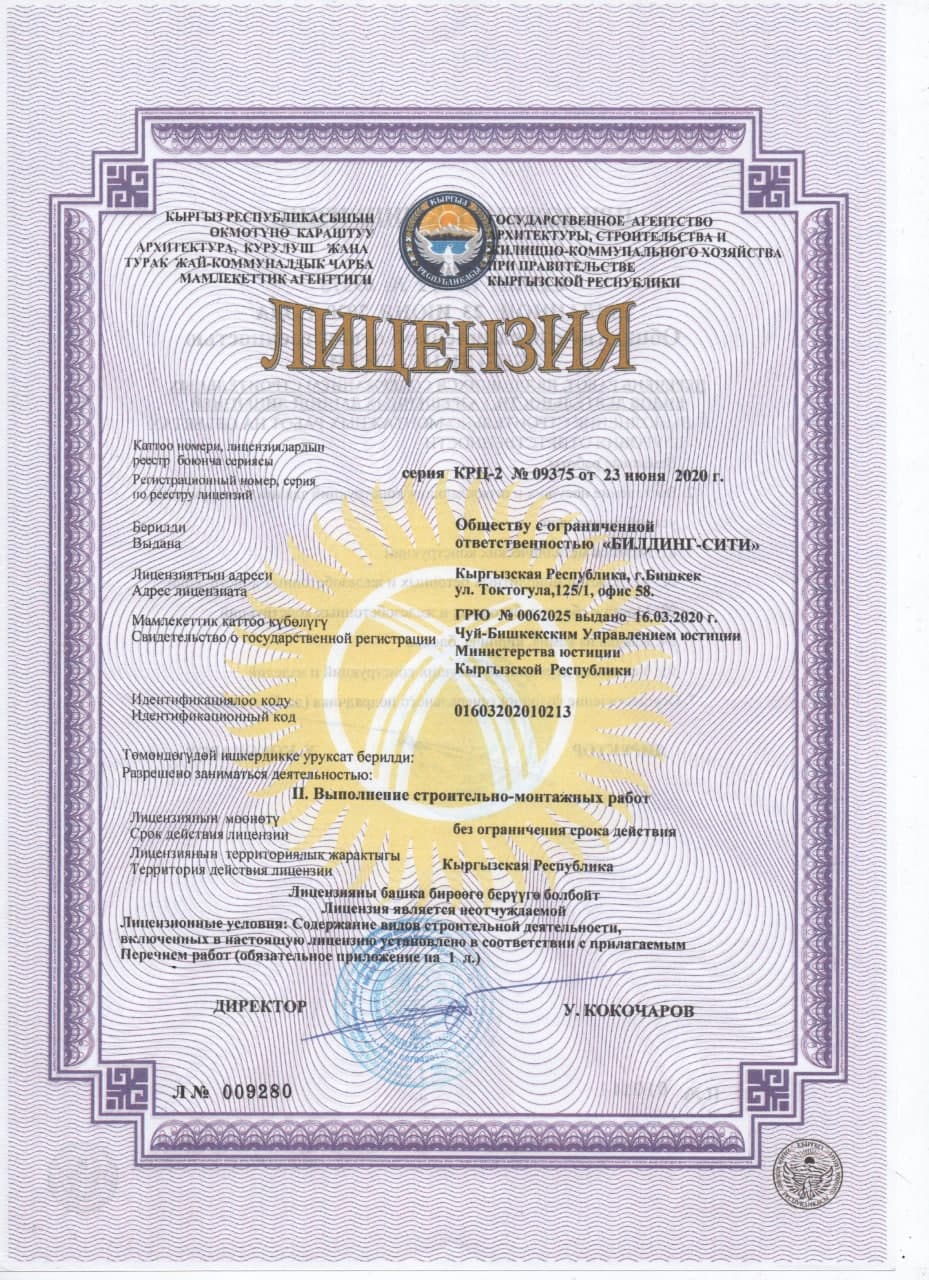 КЫРГЫЗ РЕСПУБЛИКАСЫНЫН
ӨКМӨТҮНӨ КАРАШТУУ
АРХИТЕКТУРА, КУРУЛУШ ЖАНА
ТУРАК ЖАЙ-КОММУНАЛДЫК ЧАРБА
МАМЛЕКЕТТИК АГЕНТТИГИ
КЫРГЫЗ
РЕСПУБЛИКАСЫ
ГОСУДАРСТВЕННОЕ АГЕНТСТВО
АРХИТЕКТУРЫ, СТРОИТЕЛЬСТВА И
ЖИЛИЩНО-КОММУНАЛЬНОГО ХОЗЯЙСТВА
ПРИ ПРАВИТЕЛЬСТВЕ
КЫРГЫЗСКОЙ РЕСПУБЛИКИ
ЛИЦЕНЗИЯ
Каттоо номери, лицензиялардын
реестр боюнча сериясы
Регистрационный номер, серия
по реестру лицензий
серия КРЦ-2 № 09375 от 23 июня 2020 г.
Берилди
Выдана
Обществу с ограниченной
ответственностью «БИЛДИНГ-СИТИ»
Лицензияттын адреси
Адрес лицензиата
Кыргызская Республика, г.Бишкек
ул. Токтогула,125/1, офис 58.
Мамлекеттик каттоо күбөлүгү
Свидетельство о государственной регистрации
ГРЮ № 0062025 выдано 16.03.2020 г.
Чуй-Бишкекским Управлением юстиции
Министерства юстиции
Кыргызской Республики
Идентификациялоо коду
Идентификационный код
01603202010213
Төмөндөгүдөй ишкердикке уруксат берилди:
Разрешено заниматься деятельностью:
II. Выполнение строительно-монтажных работ
Лицензиянын мөөнөтү
Срок действия лицензии
без ограничения срока действия
Лицензиянын территориялык жарактыгы
Территория действия лицензии
Кыргызская Республика
Лицензияны башка бирөөгө берүүгө болбойт
Лицензия является неотчуждаемой
Лицензионные условия: Содержание видов строительной деятельности,
включенных в настоящую лицензию установлено в соответствии с прилагаемым
Перечнем работ (обязательное приложение на 1 л.)
ДИРЕКТОР
У. КОКОЧАРОВ
Л № 009280